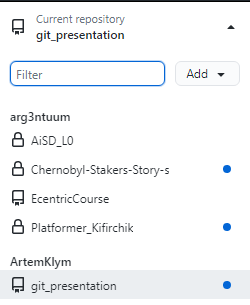 Current repository
git_presentation
Filter
Add
arg3ntuum
AiSD_L0
Chernobyl-Stakers-Story-s
EcentricCourse
Platformer_Kifirchik
ArtemKlym
git_presentation